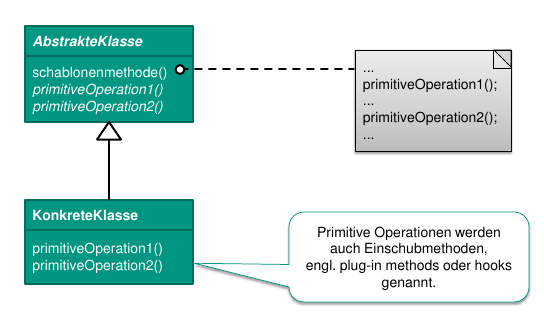 AbstrakteKlasse
schablonenmethode()
primitiveOperation1()
primitiveOperation2()
...
primitiveOperation1();
...
primitiveOperation2();
...
KonkreteKlasse
primitiveOperation1()
primitiveOperation2()
Primitive Operationen werden
auch Einschubmethoden,
engl. plug-in methods oder hooks
genannt.